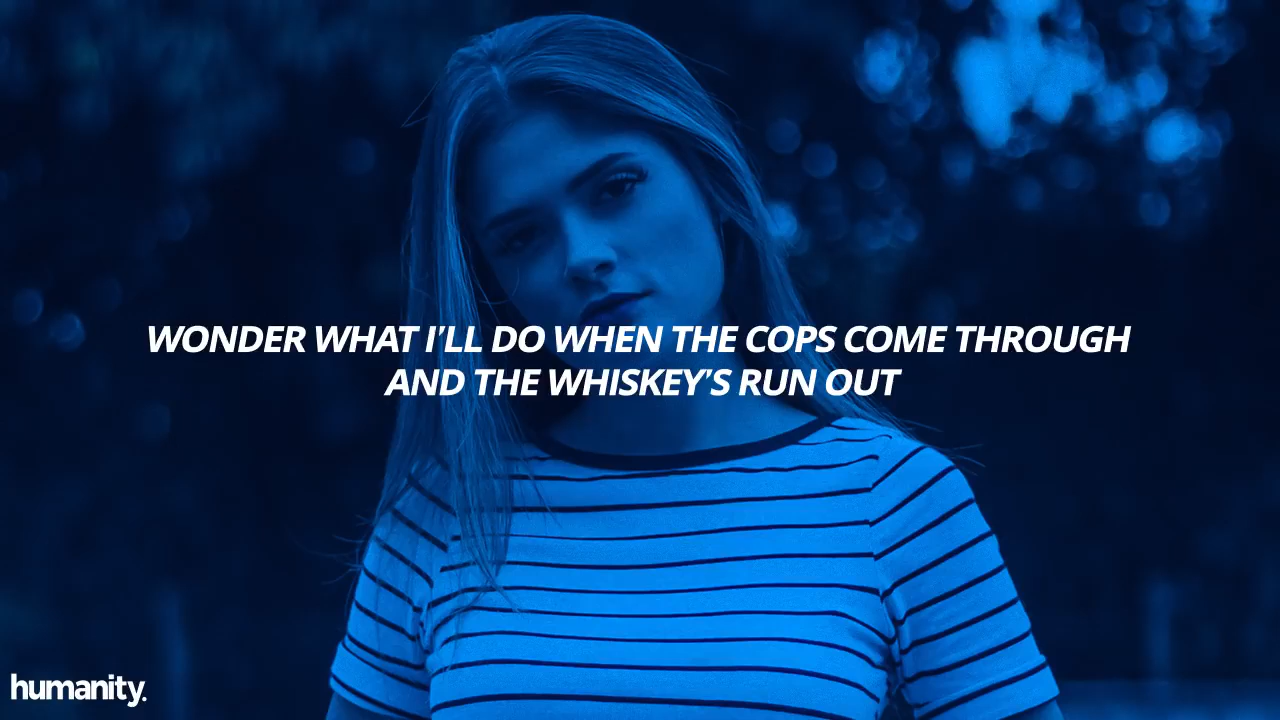 WONDER WHAT I'LL DO WHEN THE COPS COME THROUGH
AND THE WHISKEY'S RUN OUT
humanity.